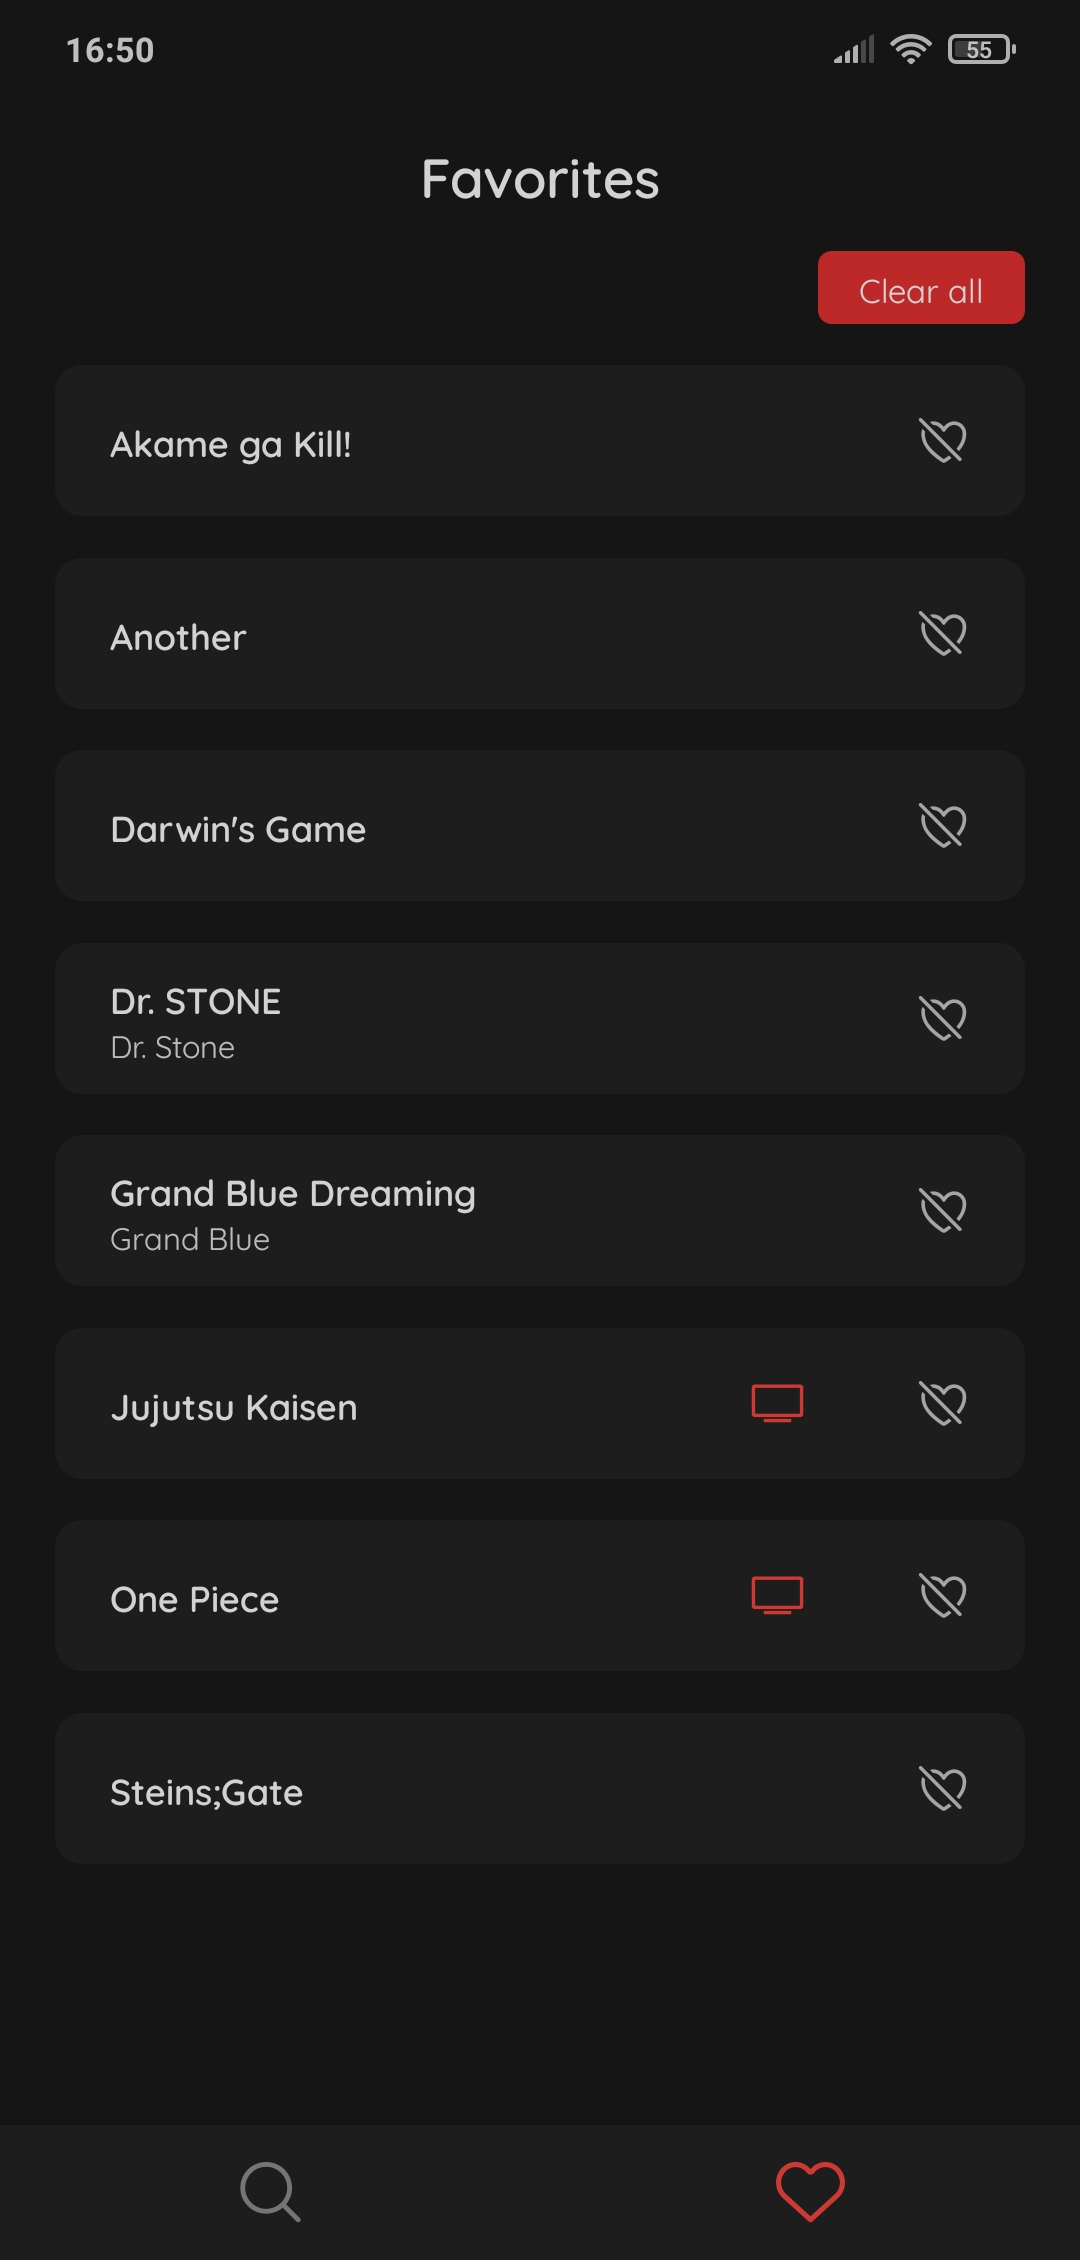 16:50
55
Favorites
Clear all
Akame ga Kill!
Another
Darwin's Game
Dr. STONE
Dr. Stone
Grand Blue Dreaming
Grand Blue
Jujutsu Kaisen
One Piece
Steins;Gate